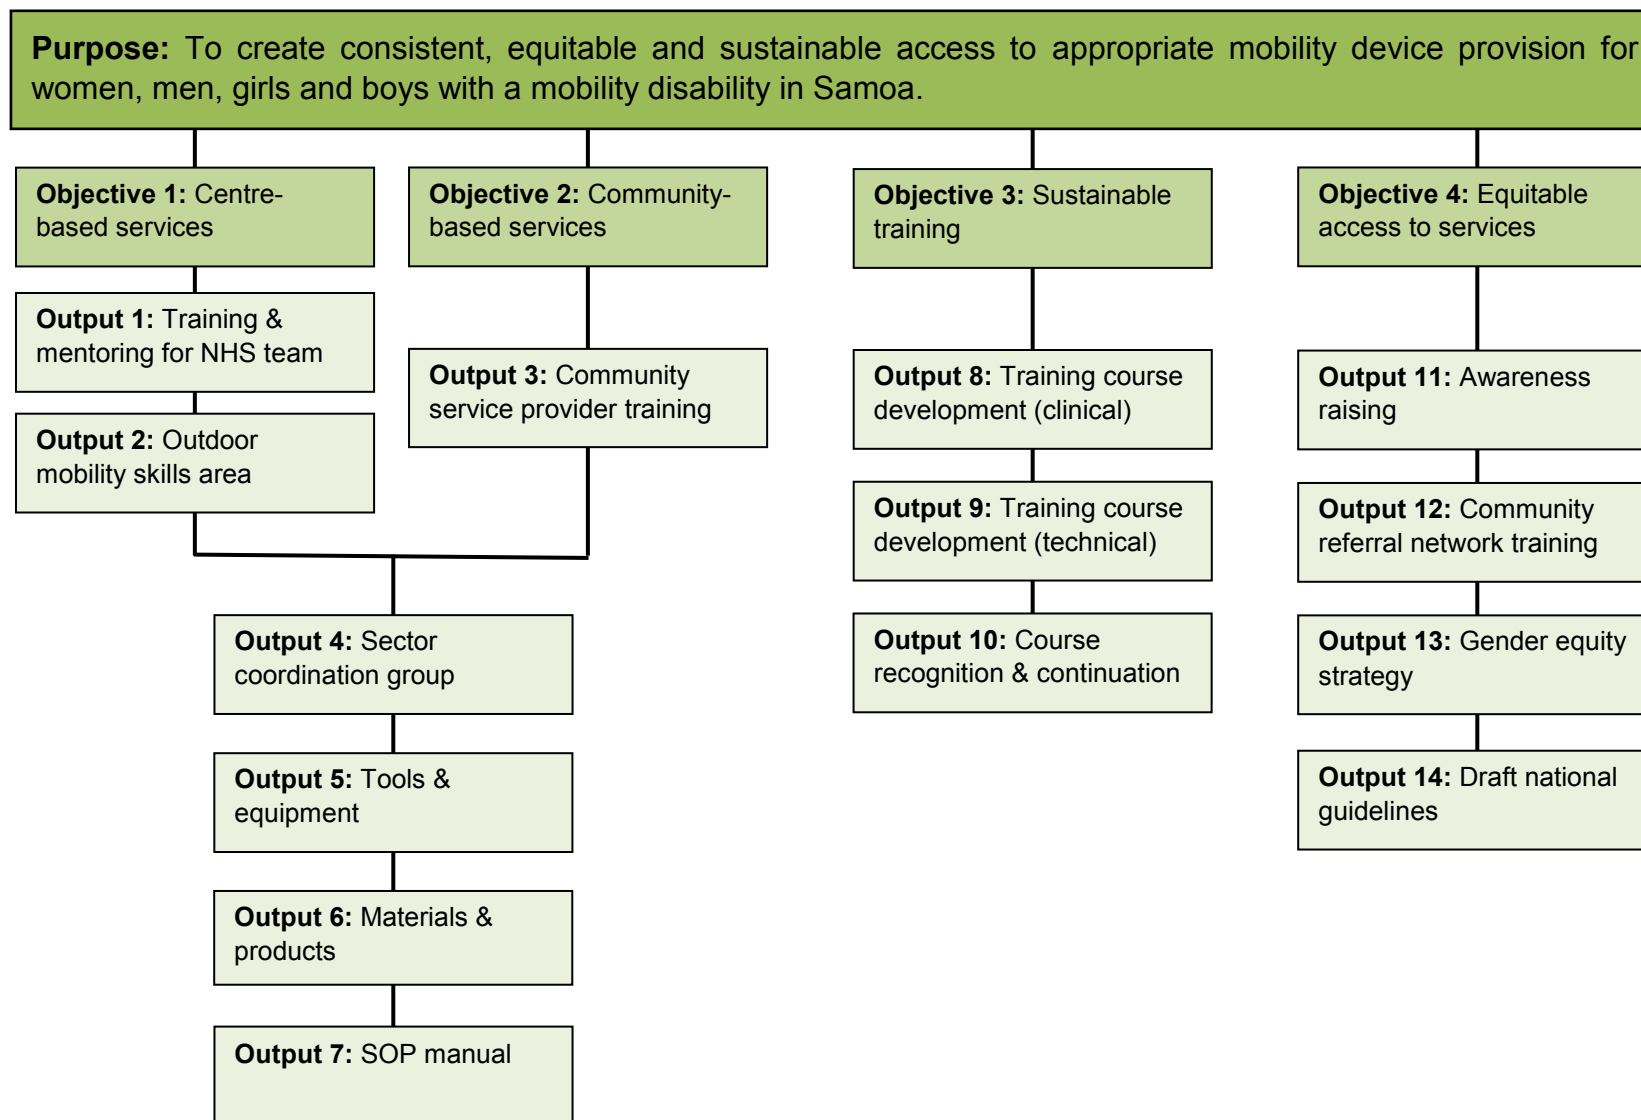 Purpose: To create consistent, equitable and sustainable access to appropriate mobility device provision for
women, men, girls and boys with a mobility disability in Samoa.
Objective 1: Centre-
based services
Output 1: Training &
mentoring for NHS team
Output 2: Outdoor
mobility skills area
Objective 2: Community-
based services
Output 3: Community
service provider training
Output 4: Sector
coordination group
Output 5: Tools &
equipment
Output 6: Materials &
products
Output 7: SOP manual
Objective 3: Sustainable
training
Output 8: Training course
development (clinical)
Output 9: Training course
development (technical)
Output 10: Course
recognition & continuation
Objective 4: Equitable
access to services
Output 11: Awareness
raising
Output 12: Community
referral network training
Output 13: Gender equity
strategy
Output 14: Draft national
guidelines